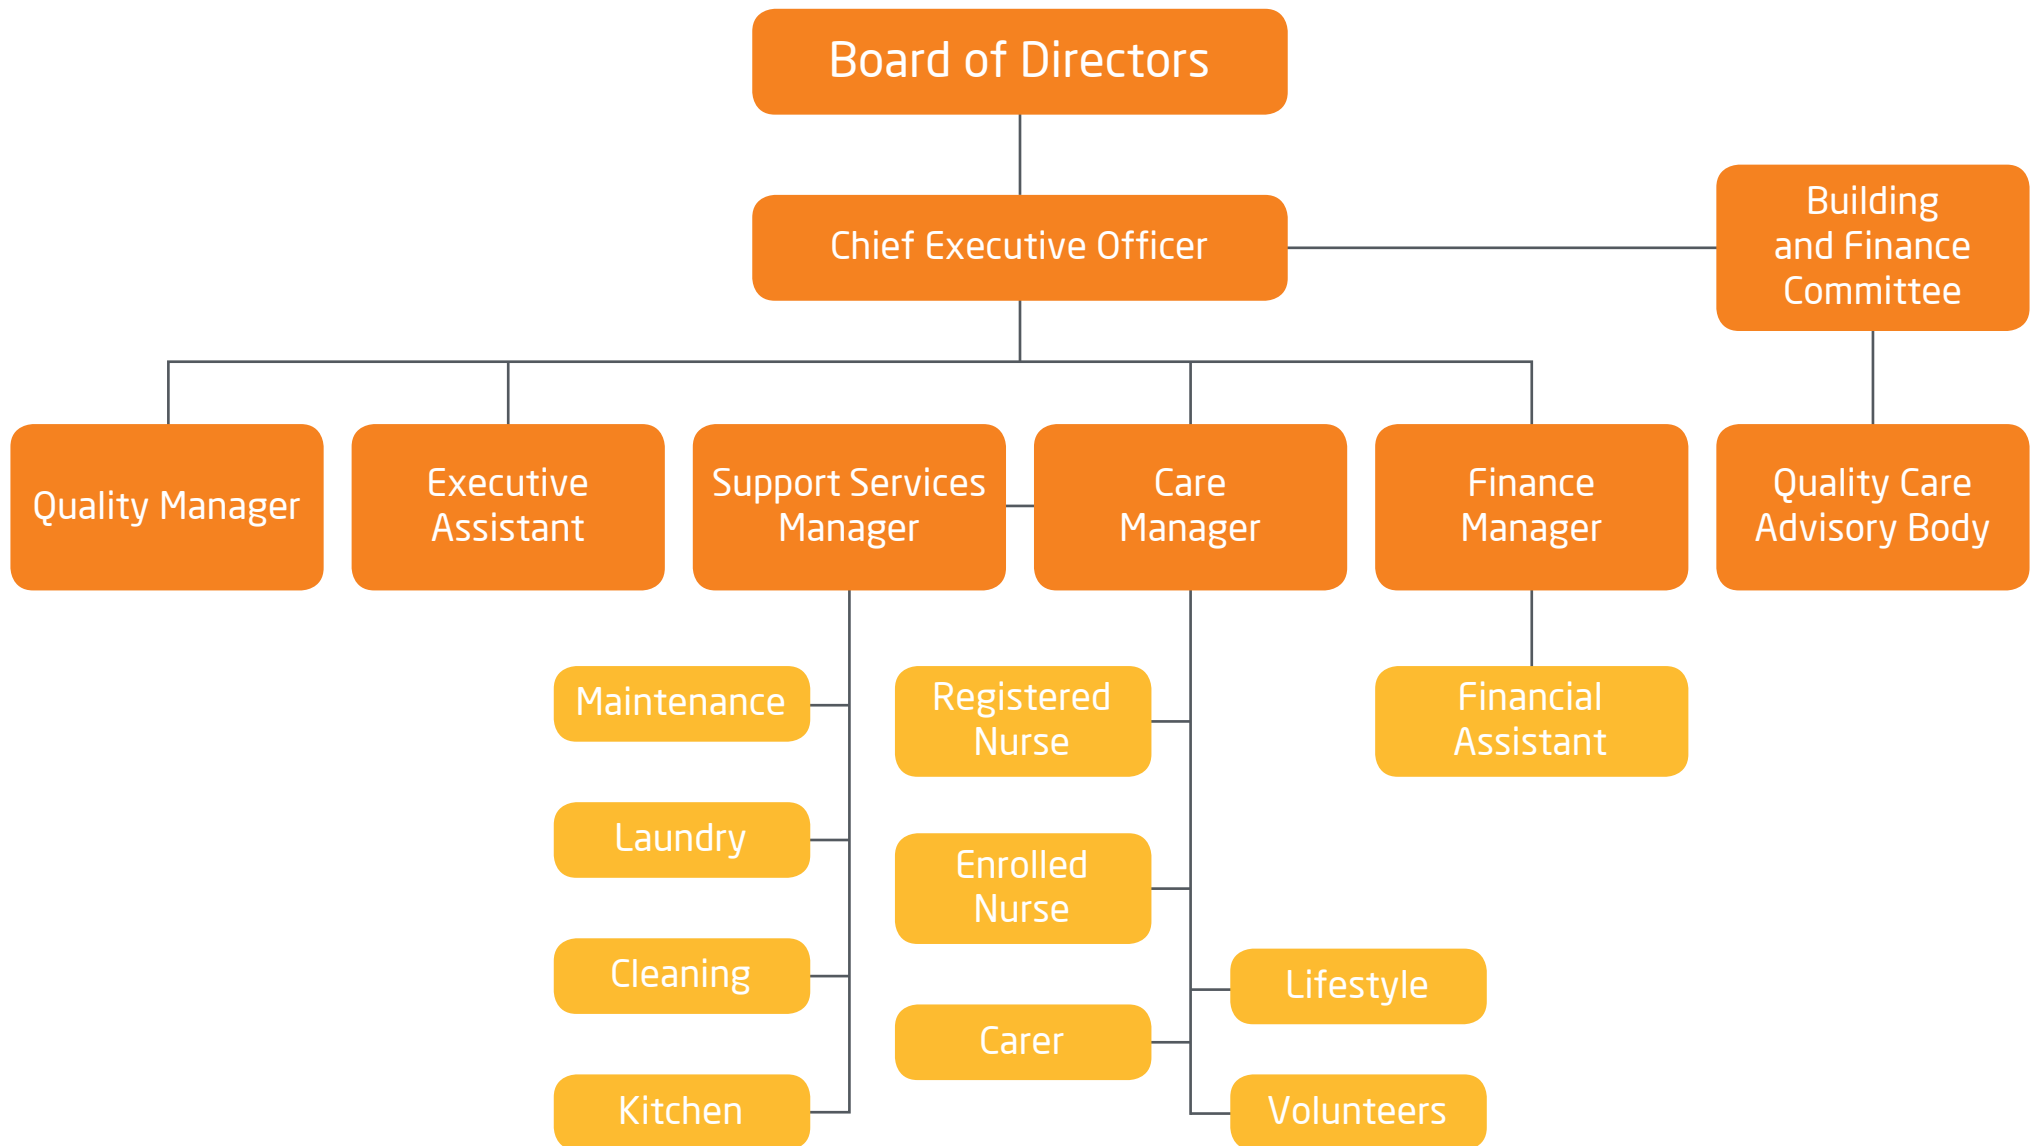 Board of Directors
Chief Executive Officer
Building
and Finance
Committee
Quality Manager
Executive
Assistant
Support Services
Manager
Care
Manager
Finance
Manager
Quality Care
Advisory Body
Maintenance
Laundry
Cleaning
Kitchen
Registered
Nurse
Enrolled
Nurse
Carer
Lifestyle
Volunteers
Financial
Assistant